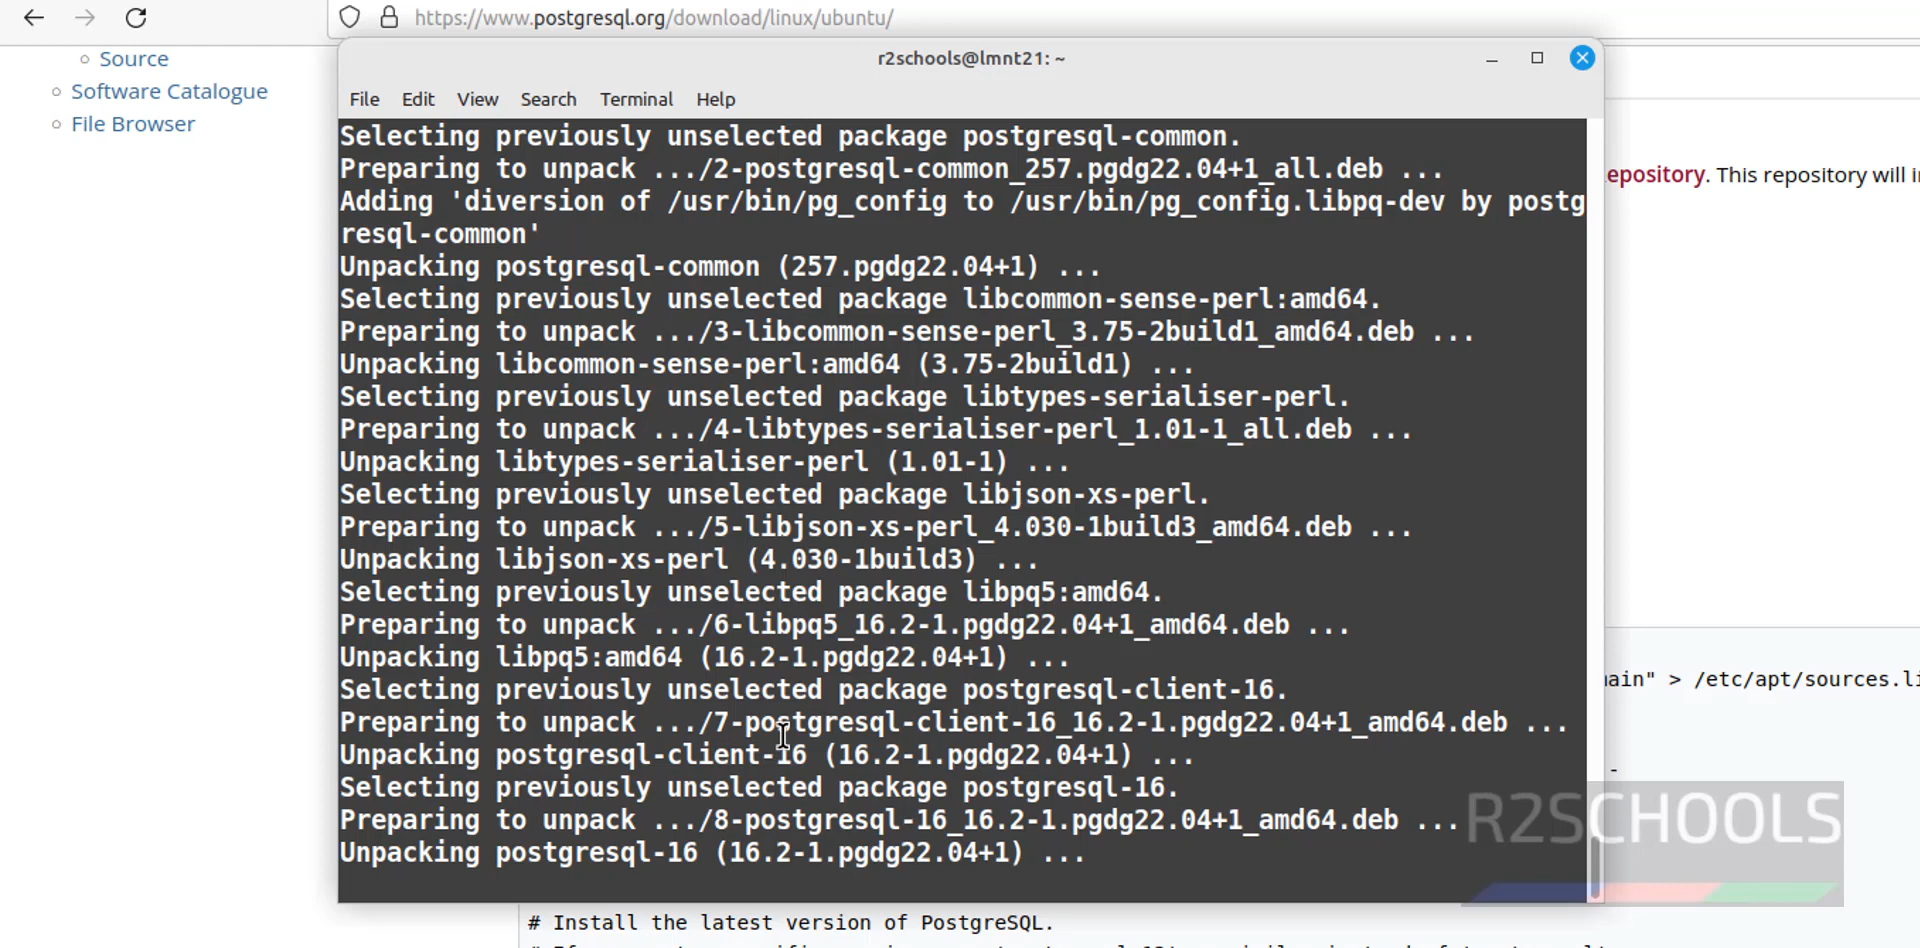 https://www.postgresql.org/download/linux/ubuntu/
Source
Software Catalogue
File Browser
r2schools@lmnt21: ~
File Edit View Search Terminal Help
Selecting previously unselected package postgresql-common.
Preparing to unpack .../2-postgresql-common_257.pgdg22.04+1_all.deb ...
Adding 'diversion of /usr/bin/pg_config to /usr/bin/pg_config.libpq-dev by postg
resql-common'
Unpacking postgresql-common (257.pgdg22.04+1) ...
Selecting previously unselected package libcommon-sense-perl:amd64.
Preparing to unpack .../3-libcommon-sense-perl_3.75-2build1_amd64.deb ...
Unpacking libcommon-sense-perl:amd64 (3.75-2build1) ...
Selecting previously unselected package libtypes-serialiser-perl.
Preparing to unpack .../4-libtypes-serialiser-perl_1.01-1_all.deb ...
Unpacking libtypes-serialiser-perl (1.01-1) ...
Selecting previously unselected package libjson-xs-perl.
Preparing to unpack .../5-libjson-xs-perl_4.030-1build3_amd64.deb ...
Unpacking libjson-xs-perl (4.030-1build3) ...
Selecting previously unselected package libpq5:amd64.
Preparing to unpack .../6-libpq5_16.2-1.pgdg22.04+1_amd64.deb ...
Unpacking libpq5:amd64 (16.2-1.pgdg22.04+1) ...
Selecting previously unselected package postgresql-client-16.
Preparing to unpack .../7-postgresql-client-16_16.2-1.pgdg22.04+1_amd64.deb ...
Unpacking postgresql-client-16 (16.2-1.pgdg22.04+1) ...
Selecting previously unselected package postgresql-16.
Preparing to unpack .../8-postgresql-16_16.2-1.pgdg22.04+1_amd64.deb ...
Unpacking postgresql-16 (16.2-1.pgdg22.04+1) ...
epository. This repository will i
ain" > /etc/apt/sources.li
-
R2SCHOOLS
# Install the latest version of PostgreSQL.